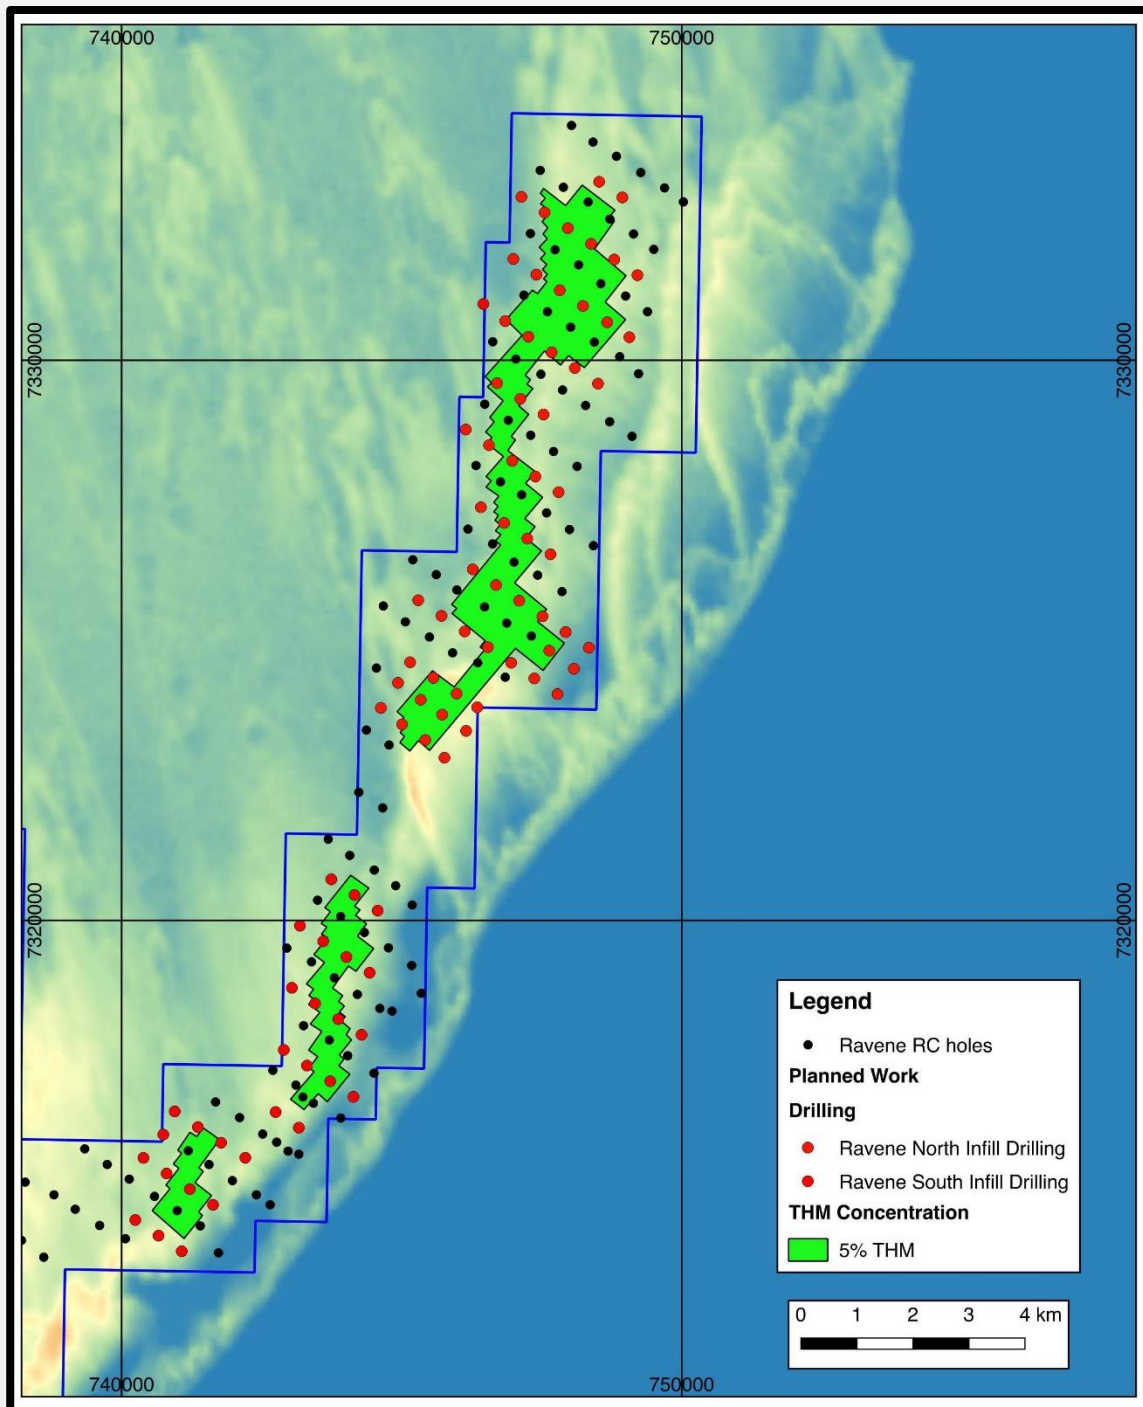 740000
750000
7330000
7330000
7320000
7320000
Legend
Ravene RC holes
Planned Work
Drilling
Ravene North Infill Drilling
Ravene South Infill Drilling
THM Concentration
5% THM
0 1 2 3 4 km
740000
750000